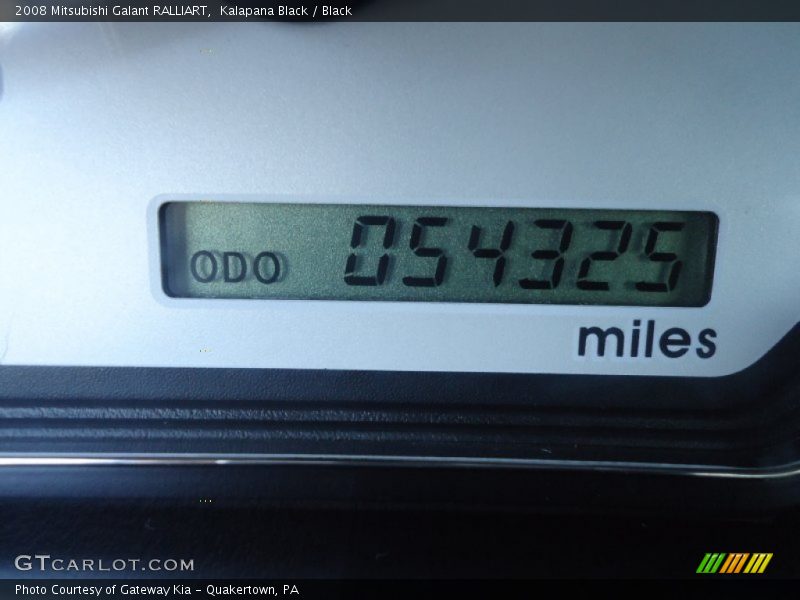 2008 Mitsubishi Galant RALLIART,  Kalapana Black / Black
ODO 054325
miles
GTCARLOT.COM
Photo Courtesy of Gateway Kia – Quakertown, PA